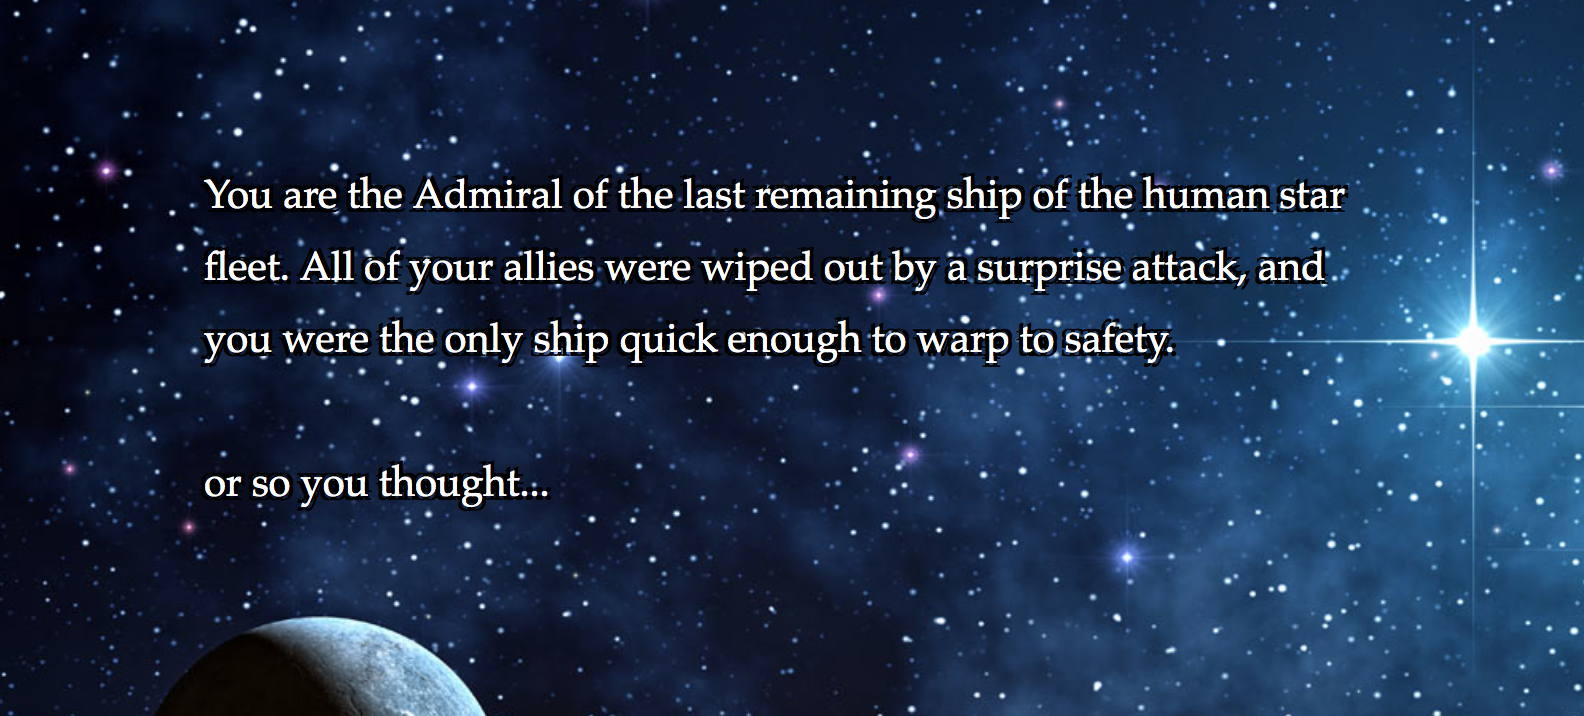 You are the Admiral of the last remaining ship of the human star
fleet. All of your allies were wiped out by a surprise attack, and
you were the only ship quick enough to warp to safety.
or so you thought...